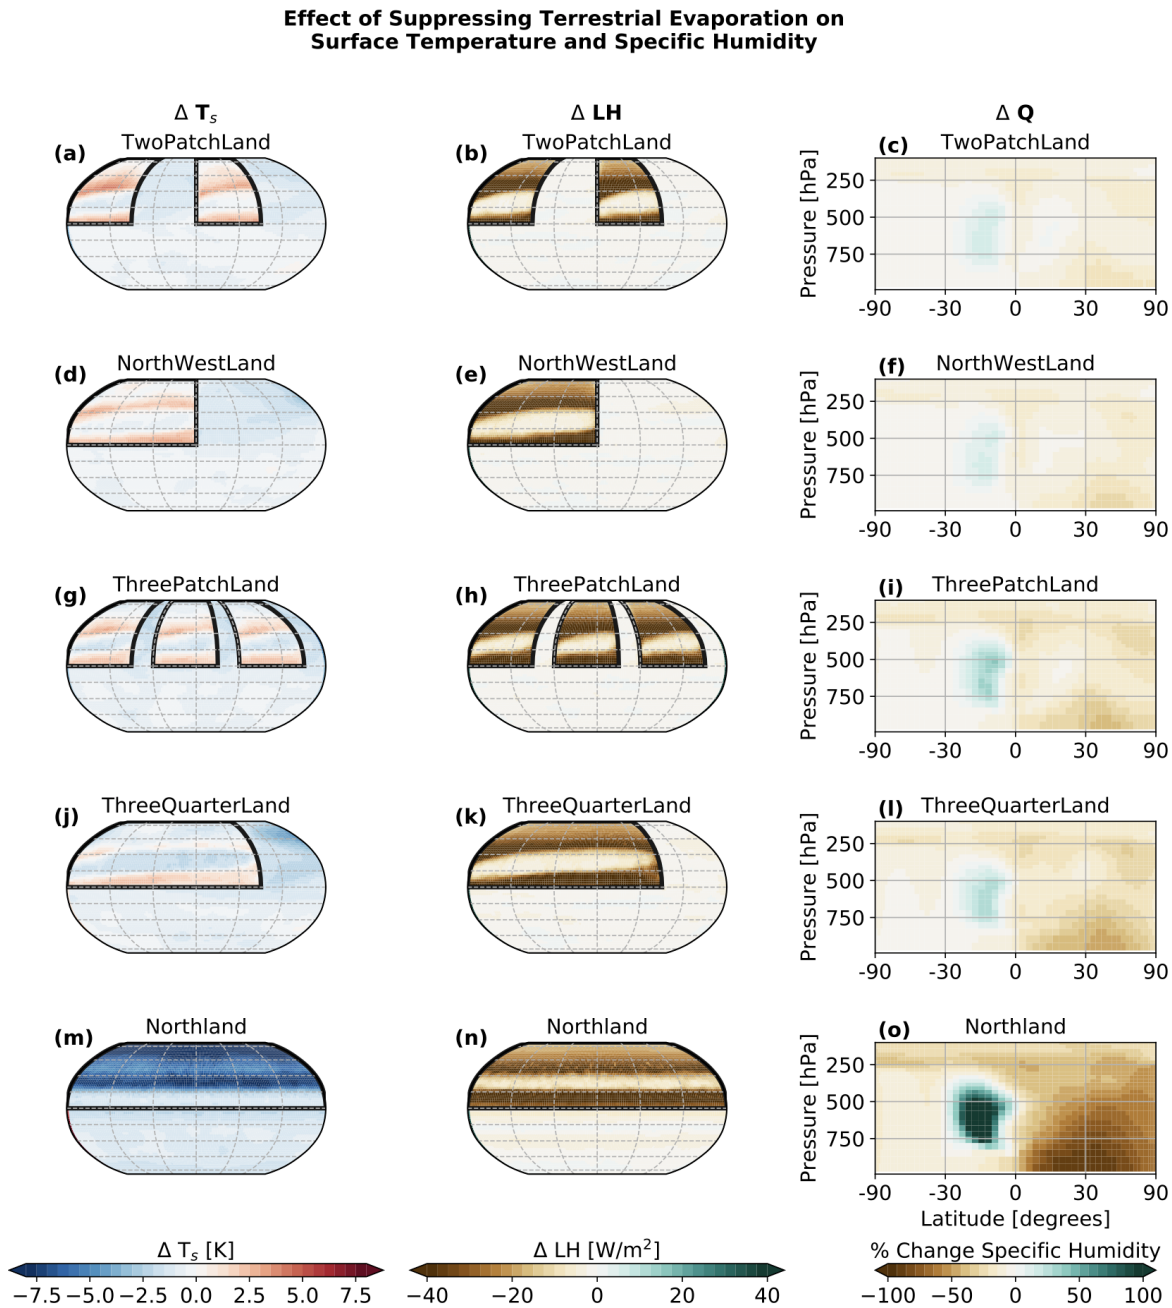 Effect of Suppressing Terrestrial Evaporation on
Surface Temperature and Specific Humidity
Δ Tₛ
Δ LH
Δ Q
(a) TwoPatchLand
(b) TwoPatchLand
(c) TwoPatchLand
Pressure [hPa]
250
500
750
-90 -30 0 30 90
(d) NorthWestLand
(e) NorthWestLand
(f) NorthWestLand
Pressure [hPa]
250
500
750
-90 -30 0 30 90
(g) ThreePatchLand
(h) ThreePatchLand
(i) ThreePatchLand
Pressure [hPa]
250
500
750
-90 -30 0 30 90
(j) ThreeQuarterLand
(k) ThreeQuarterLand
(l) ThreeQuarterLand
Pressure [hPa]
250
500
750
-90 -30 0 30 90
(m) Northland
(n) Northland
(o) Northland
Pressure [hPa]
250
500
750
-90 -30 0 30 90
Latitude [degrees]
Δ Tₛ [K]
−7.5 −5.0 −2.5 0.0 2.5 5.0 7.5
Δ LH [W/m²]
−40 −20 0 20 40
% Change Specific Humidity
−100 −50 0 50 100